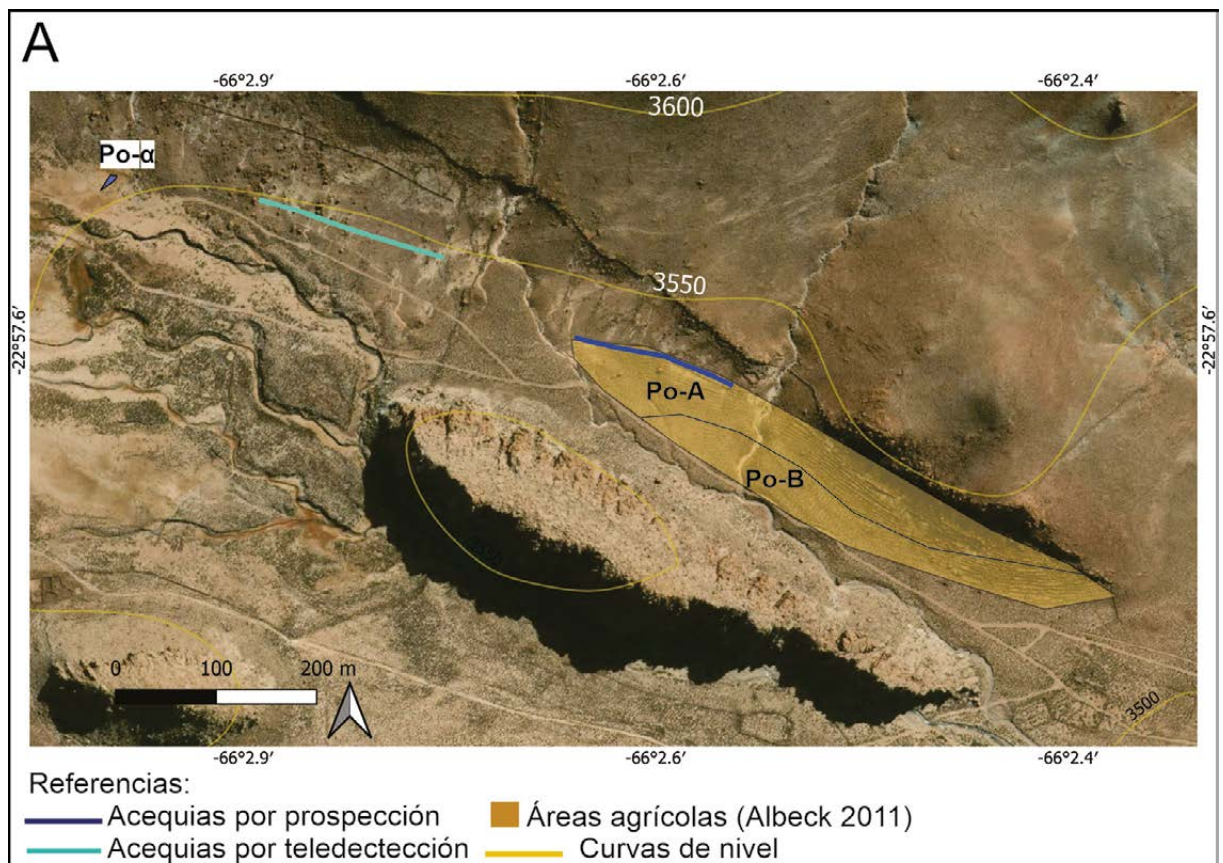 A
-66°2.9′ -66°2.6′ -66°2.4′
3600
Po-α
3550
-22°57.6′ -22°57.6′
Po-A
Po-B
0 100 200 m
3500
-66°2.9′ -66°2.6′ -66°2.4′
Referencias:
Acequias por prospección Áreas agrícolas (Albeck 2011)
Acequias por teledectección Curvas de nivel